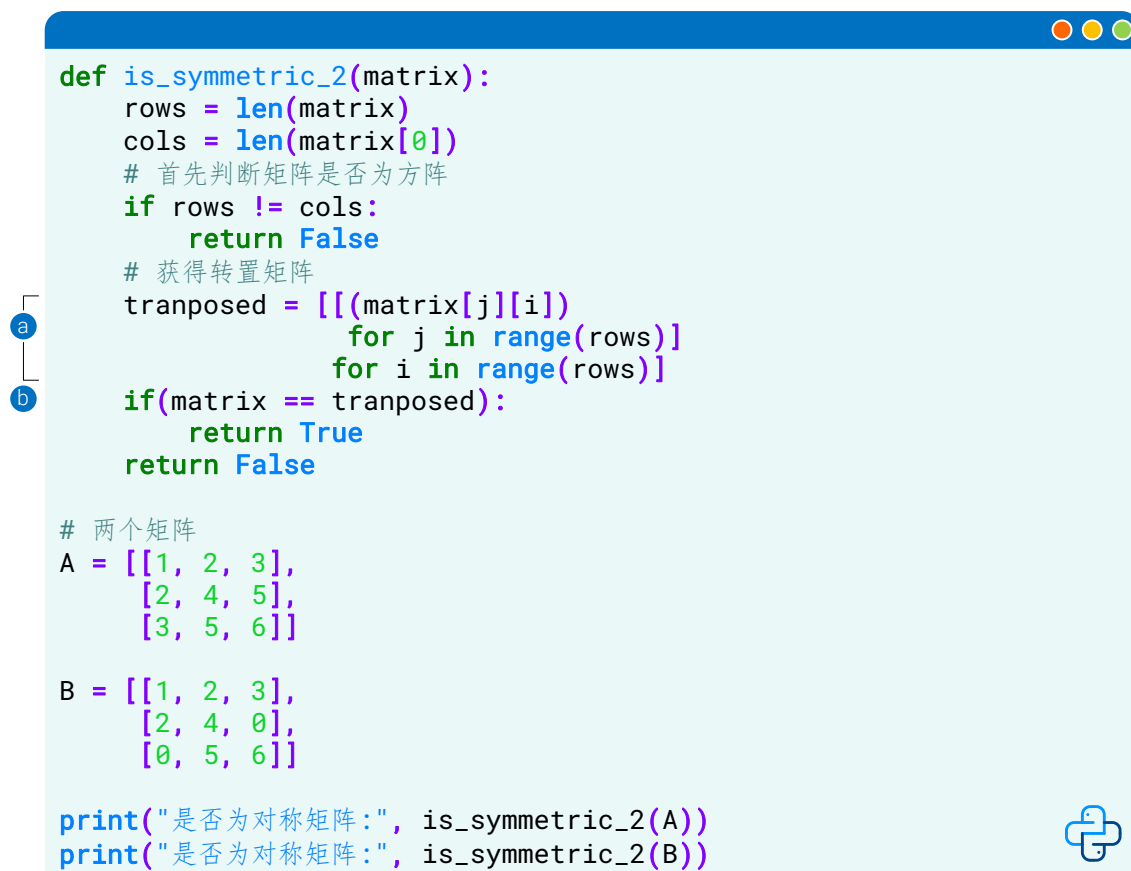 def is_symmetric_2(matrix):
    rows = len(matrix)
    cols = len(matrix[0])
    # 首先判断矩阵是否为方阵
    if rows != cols:
        return False
    # 获得转置矩阵
    tranposed = [[(matrix[j][i])
a
                  for j in range(rows)]
                 for i in range(rows)]
b
    if(matrix == tranposed):
        return True
    return False
# 两个矩阵
A = [[1, 2, 3],
     [2, 4, 5],
     [3, 5, 6]]
B = [[1, 2, 3],
     [2, 4, 0],
     [0, 5, 6]]
print("是否为对称矩阵:", is_symmetric_2(A))
print("是否为对称矩阵:", is_symmetric_2(B))